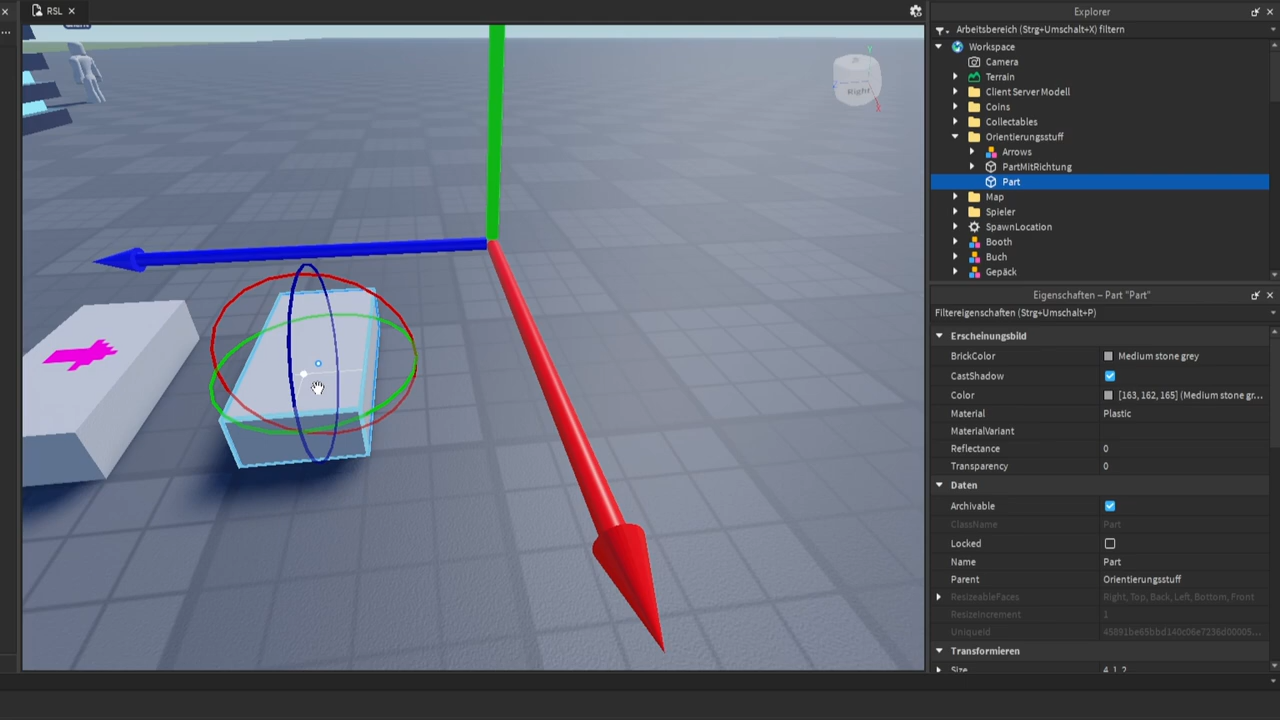 RSL
Right
Y
X
Explorer
Arbeitsbereich (Strg+Umschalt+X) filtern
Workspace
Camera
Terrain
Client Server Modell
Coins
Collectables
Orientierungsstuff
Arrows
PartMitRichtung
Part
Map
Spieler
SpawnLocation
Booth
Buch
Gepäck
Eigenschaften – Part "Part"
Filtereigenschaften (Strg+Umschalt+P)
Erscheinungsbild
BrickColor Medium stone grey
CastShadow
Color [163, 162, 165] (Medium stone gr...
Material Plastic
MaterialVariant
Reflectance 0
Transparency 0
Daten
Archivable
ClassName Part
Locked
Name Part
Parent Orientierungsstuff
ResizeableFaces Right, Top, Back, Left, Bottom, Front
ResizeIncrement 1
UniqueId
Transformieren
Size 4, 1, 2